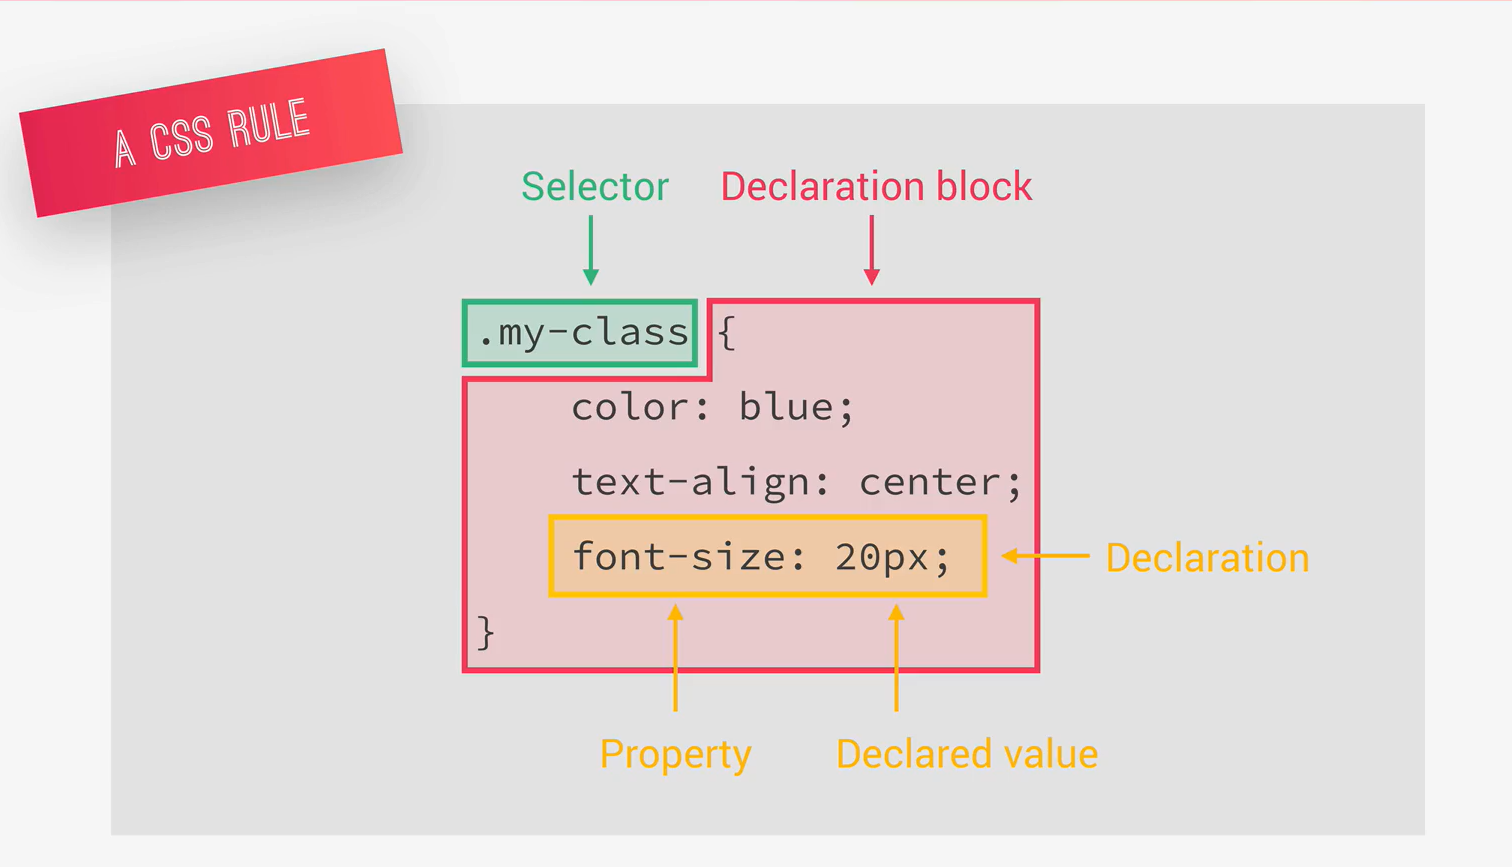 A CSS RULE
Selector
Declaration block
.my-class {
color: blue;
text-align: center;
font-size: 20px;
Declaration
}
Property
Declared value